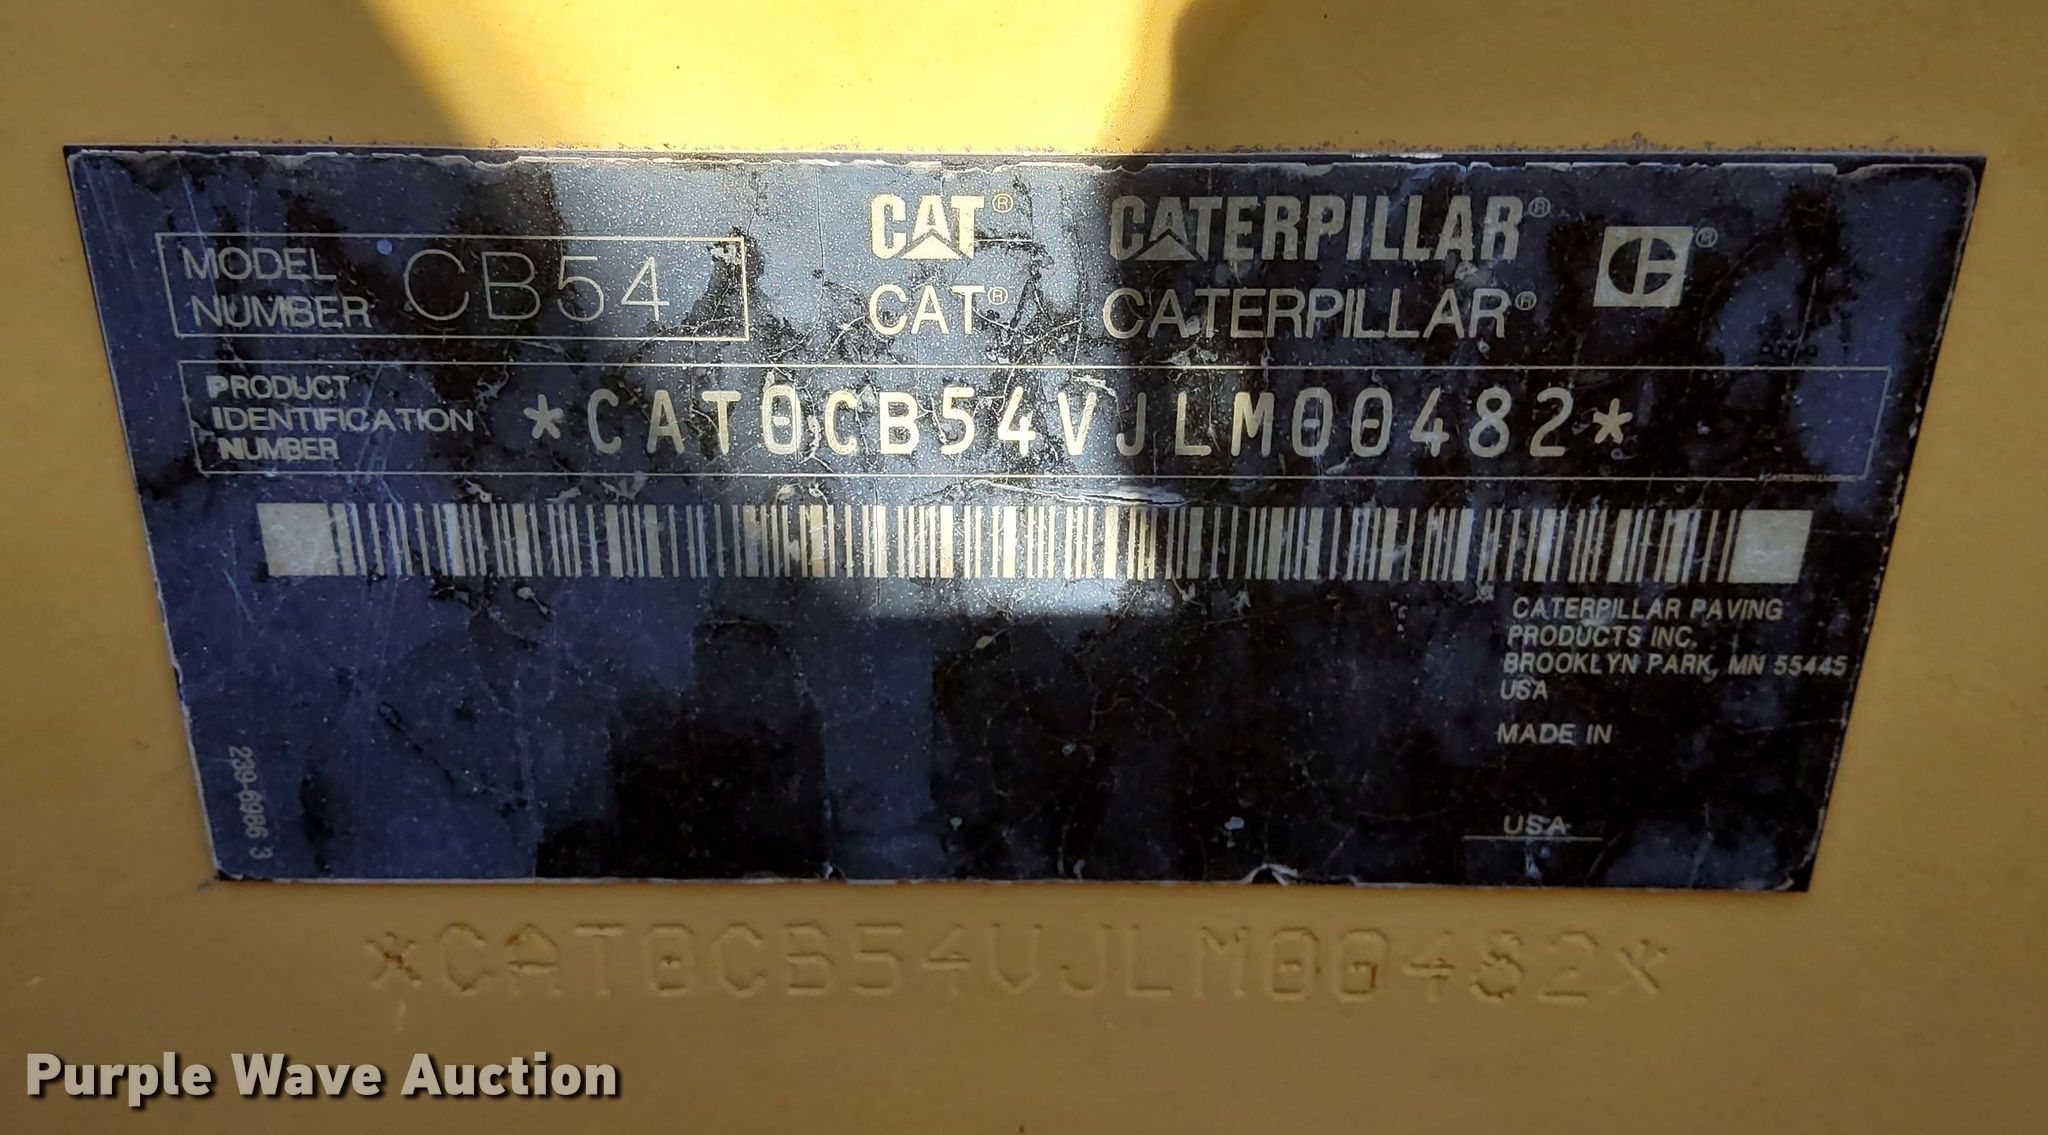 CAT® CATERPILLAR®
®
CAT® CATERPILLAR®
MODEL
NUMBER CB54
PRODUCT
IDENTIFICATION
NUMBER
*CAT0CB54VJLM00482*
CATERPILLAR PAVING
PRODUCTS INC.
BROOKLYN PARK, MN 55445
USA
MADE IN
USA
239-6986 3
*CAT0CB54VJLM00482*
Purple Wave Auction